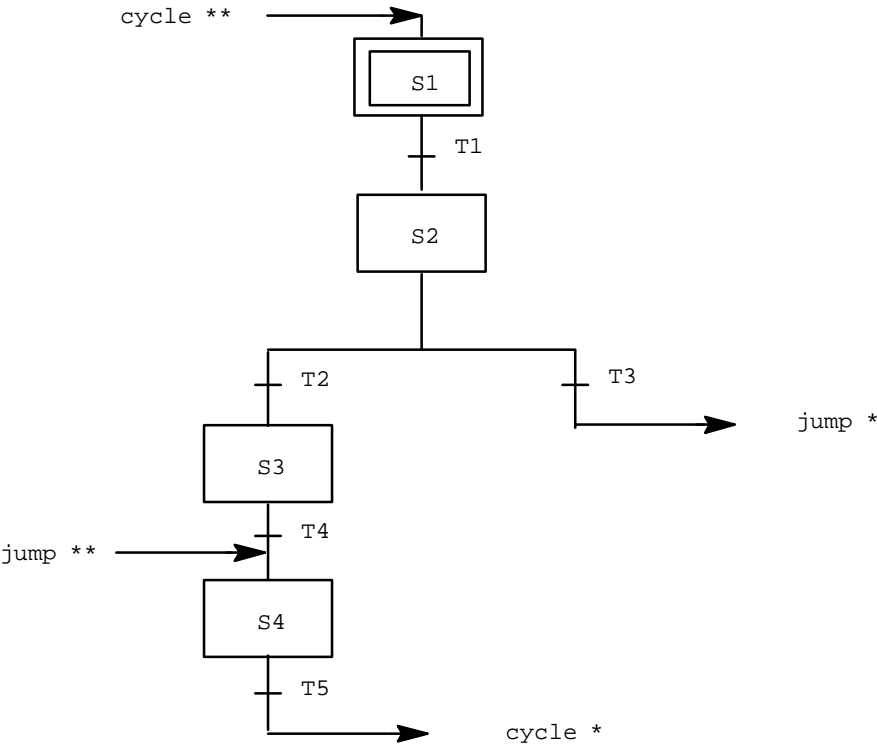 cycle **
S1
T1
S2
T2
T3
jump *
S3
T4
jump **
S4
T5
cycle *